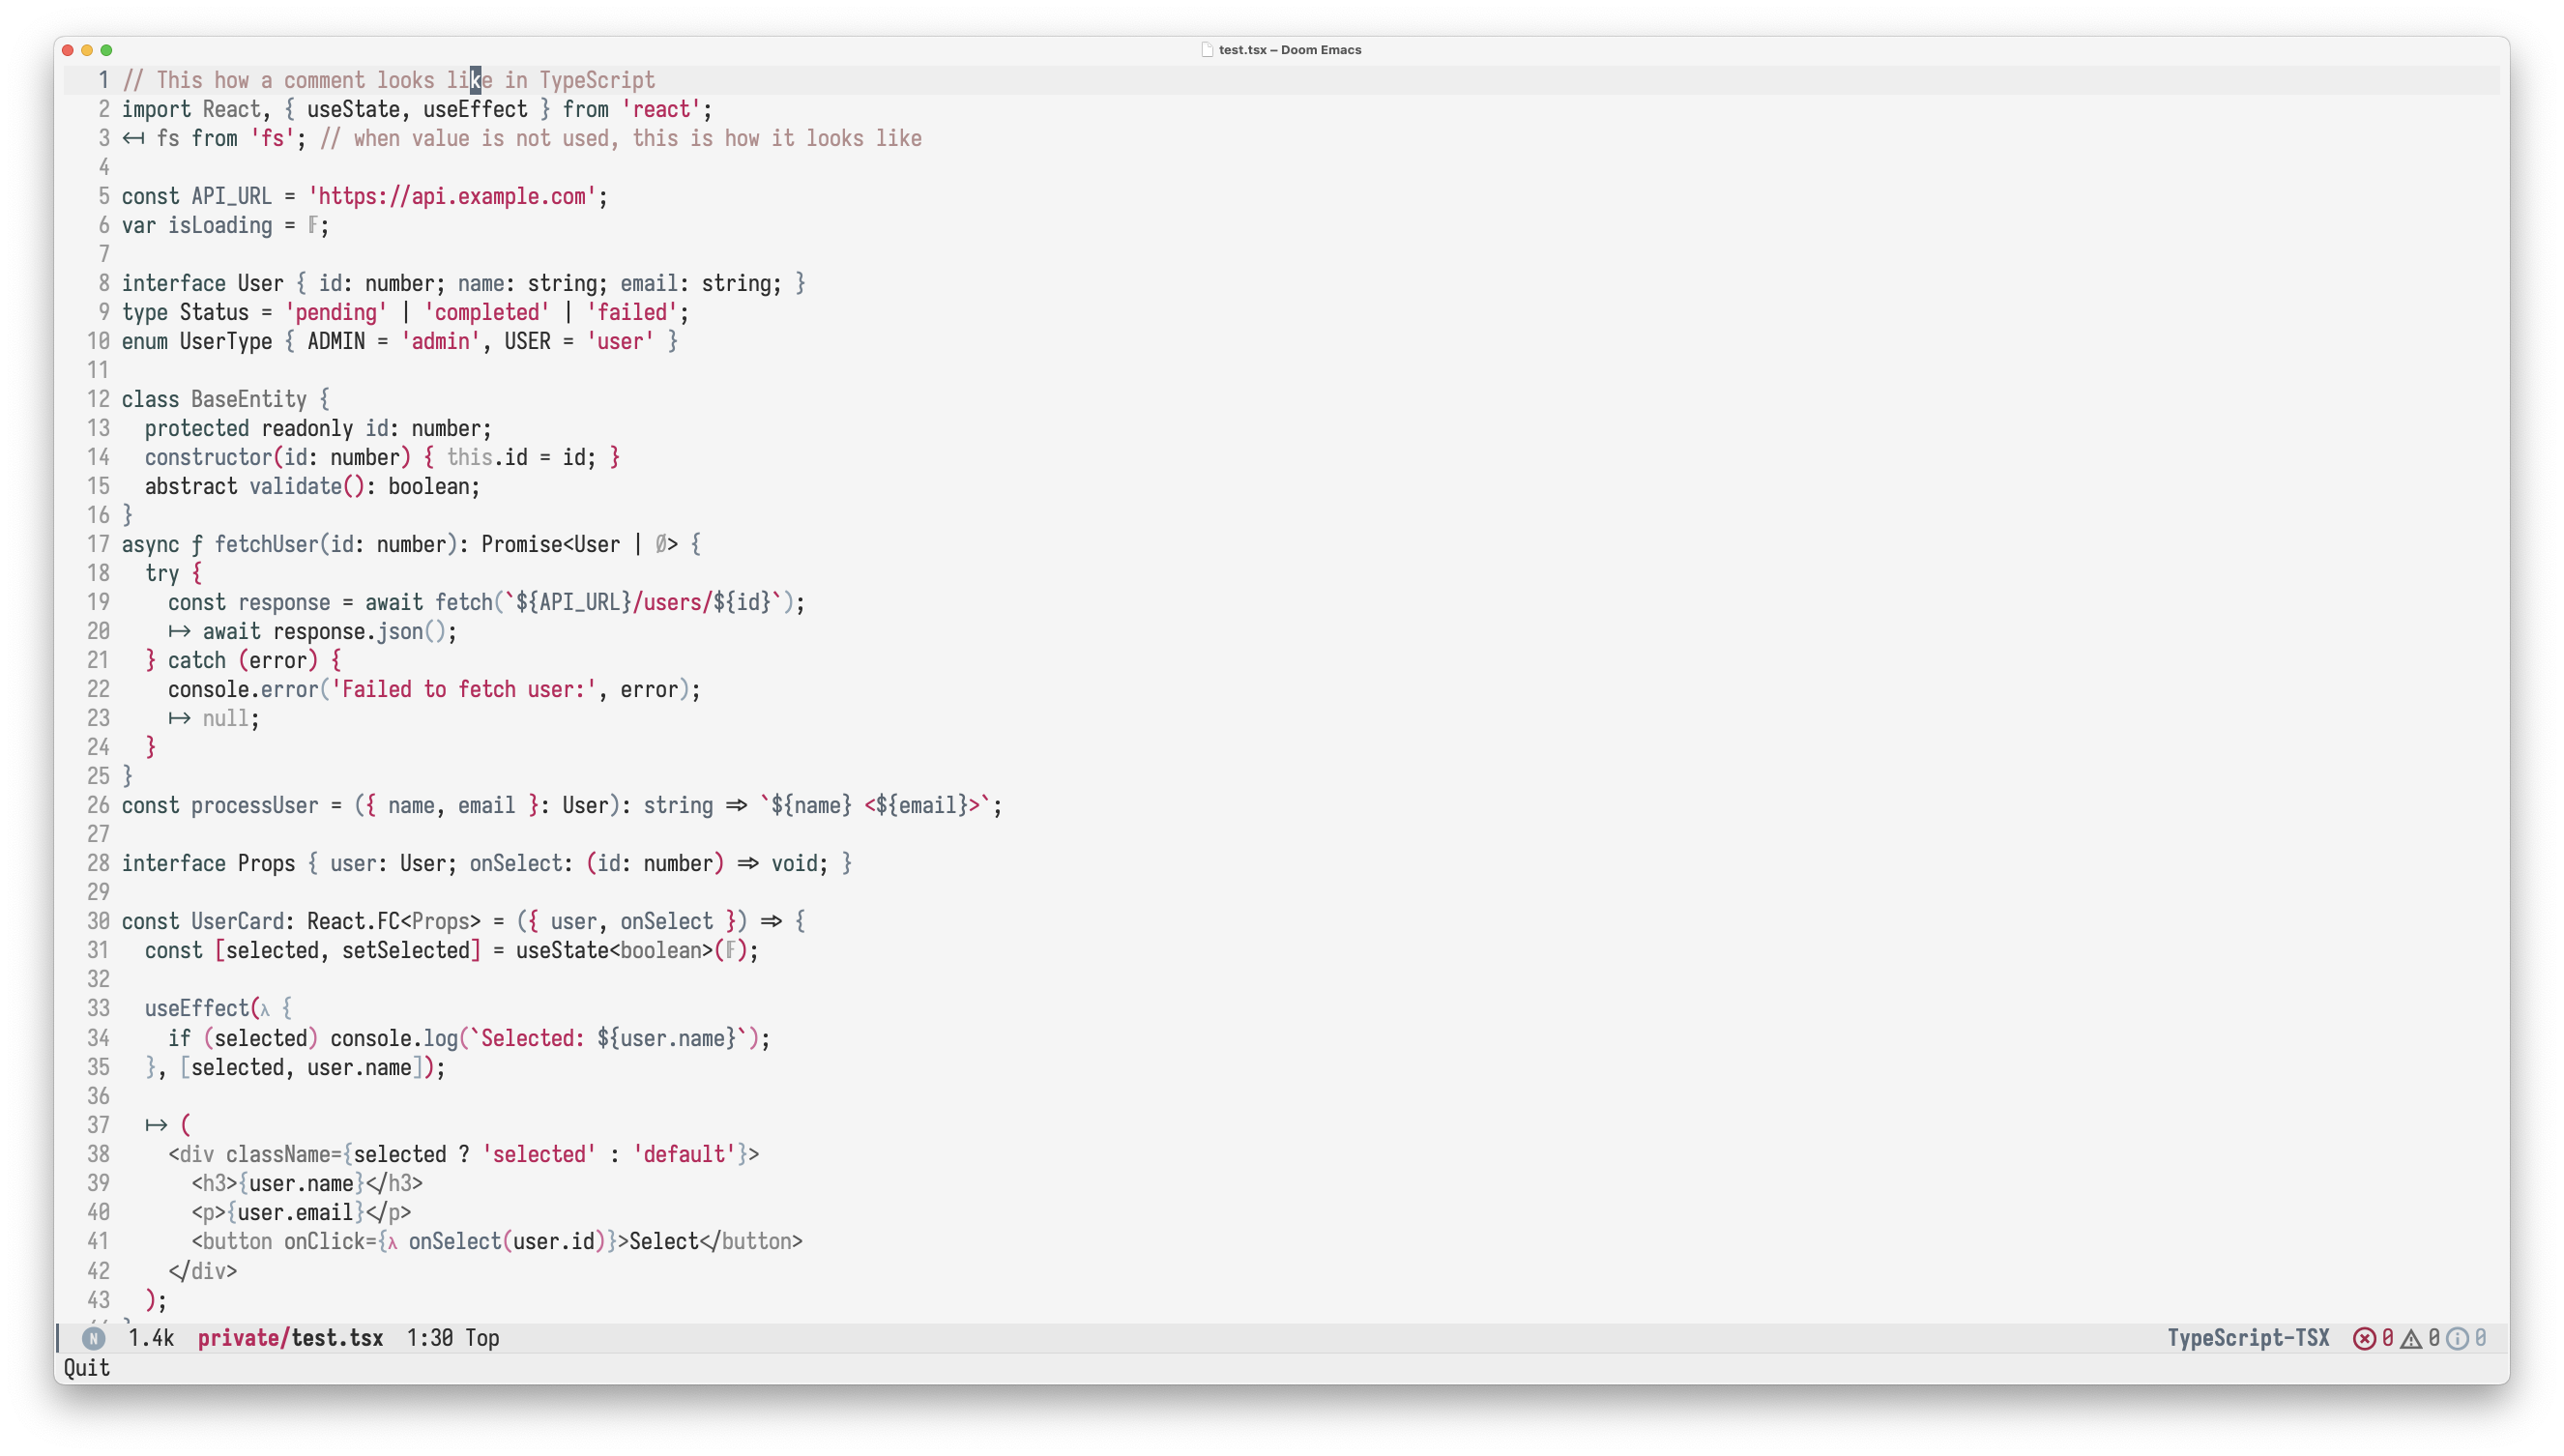 test.tsx – Doom Emacs
1 // This how a comment looks like in TypeScript
2 import React, { useState, useEffect } from 'react';
3 ↤ fs from 'fs'; // when value is not used, this is how it looks like
4
5 const API_URL = 'https://api.example.com';
6 var isLoading = 𝔽;
7
8 interface User { id: number; name: string; email: string; }
9 type Status = 'pending' | 'completed' | 'failed';
10 enum UserType { ADMIN = 'admin', USER = 'user' }
11
12 class BaseEntity {
13   protected readonly id: number;
14   constructor(id: number) { this.id = id; }
15   abstract validate(): boolean;
16 }
17 async ƒ fetchUser(id: number): Promise<User | ∅> {
18   try {
19     const response = await fetch(`${API_URL}/users/${id}`);
20     ↦ await response.json();
21   } catch (error) {
22     console.error('Failed to fetch user:', error);
23     ↦ null;
24   }
25 }
26 const processUser = ({ name, email }: User): string ⇒ `${name} <${email}>`;
27
28 interface Props { user: User; onSelect: (id: number) ⇒ void; }
29
30 const UserCard: React.FC<Props> = ({ user, onSelect }) ⇒ {
31   const [selected, setSelected] = useState<boolean>(𝔽);
32
33   useEffect(λ {
34     if (selected) console.log(`Selected: ${user.name}`);
35   }, [selected, user.name]);
36
37   ↦ (
38     <div className={selected ? 'selected' : 'default'}>
39       <h3>{user.name}</h3>
40       <p>{user.email}</p>
41       <button onClick={λ onSelect(user.id)}>Select</button>
42     </div>
43   );
N 1.4k private/test.tsx 1:30 Top TypeScript-TSX 0 0 0
Quit